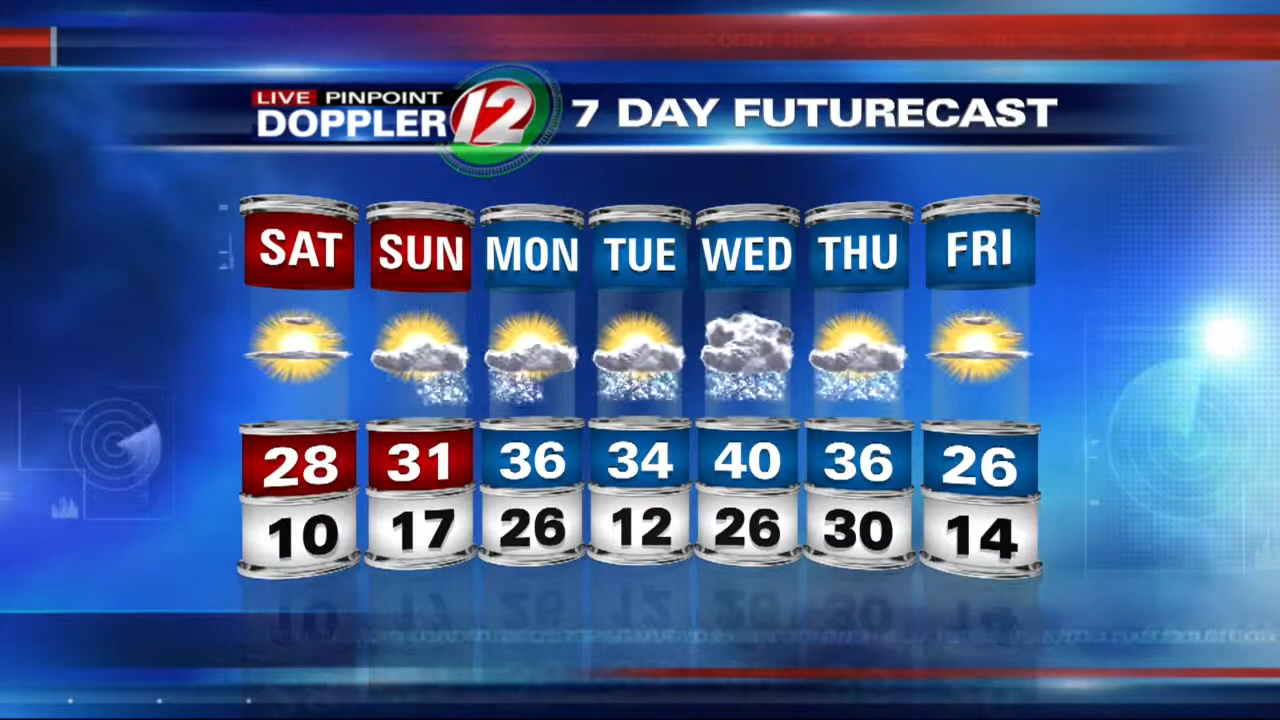 LIVE PINPOINT
DOPPLER 12 7 DAY FUTURECAST
SAT SUN MON TUE WED THU FRI
28 31 36 34 40 36 26
10 17 26 12 26 30 14